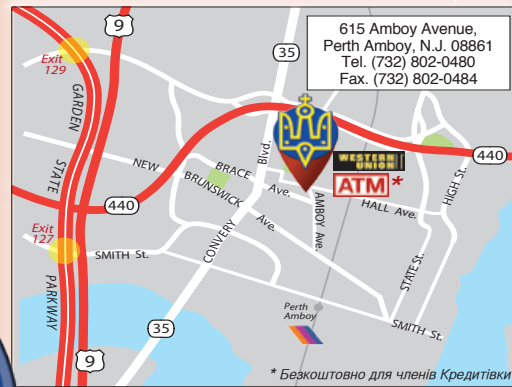 9
35
615 Amboy Avenue,
Perth Amboy, N.J. 08861
Tel. (732) 802-0480
Fax. (732) 802-0484
Exit
129
GARDEN
STATE
PARKWAY
NEW
BRUNSWICK
Ave.
BRACE
Ave.
CONVERY
Blvd.
WESTERN
UNION
ATM *
440
440
HALL Ave.
HIGH St.
AMBOY Ave.
STATE St.
Exit
127
SMITH St.
SMITH St.
Perth
Amboy
35
9
* Безкоштовно для членів Кредитівки